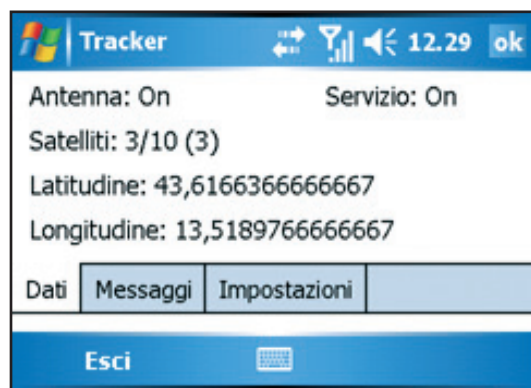 Tracker 12.29 ok
Antenna: On Servizio: On
Satelliti: 3/10 (3)
Latitudine: 43,6166366666667
Longitudine: 13,5189766666667
Dati Messaggi Impostazioni
Esci